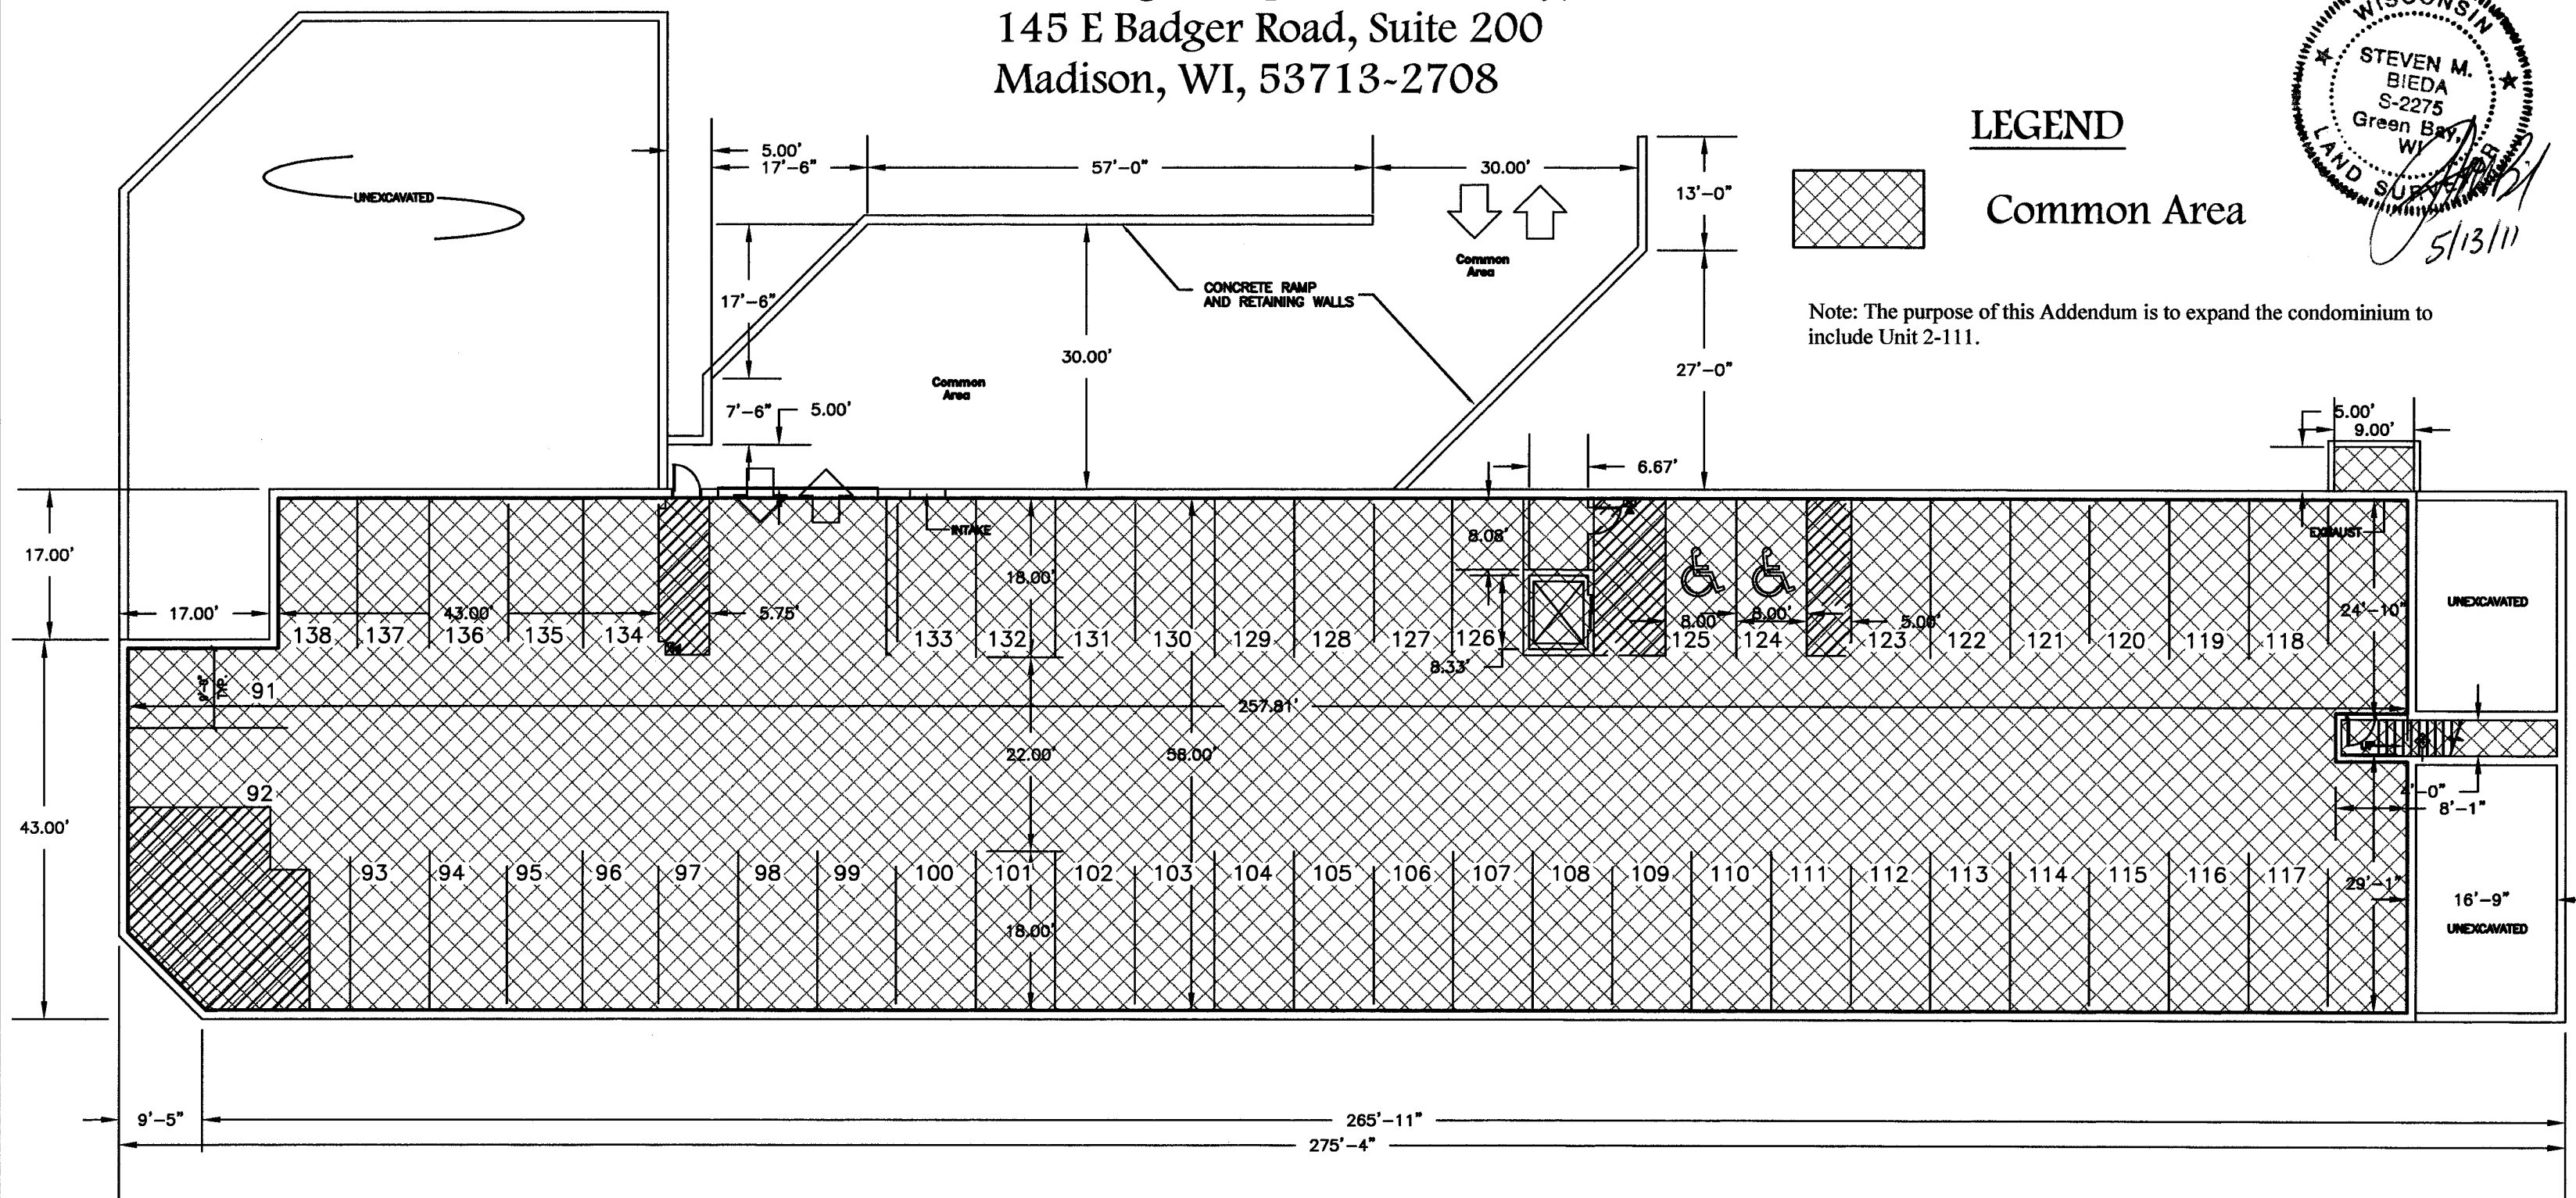 145 E Badger Road, Suite 200
Madison, WI, 53713-2708
WISCONSIN
STEVEN M.
BIEDA
S-2275
Green Bay,
WI
LAND SURVEYOR
5/13/11
LEGEND
Common Area
Note: The purpose of this Addendum is to expand the condominium to
include Unit 2-111.
5.00'
17'-6"
57'-0"
30.00'
13'-0"
UNEXCAVATED
Common
Area
CONCRETE RAMP
AND RETAINING WALLS
17'-6"
30.00'
27'-0"
Common
Area
7'-6"
5.00'
5.00'
9.00'
6.67'
INTAKE
EXHAUST
8.08'
17.00'
18.00'
17.00'
43.00'
5.75'
8.00'
8.00'
5.00'
24'-10"
UNEXCAVATED
138 137 136 135 134 133 132 131 130 129 128 127 126 125 124 123 122 121 120 119 118
8.33'
91
9'-8"
TYP.
257.81'
22.00'
58.00'
UP
4'-0"
8'-1"
92
43.00'
93 94 95 96 97 98 99 100 101 102 103 104 105 106 107 108 109 110 111 112 113 114 115 116 117
29'-1"
16'-9"
18.00'
UNEXCAVATED
9'-5"
265'-11"
275'-4"